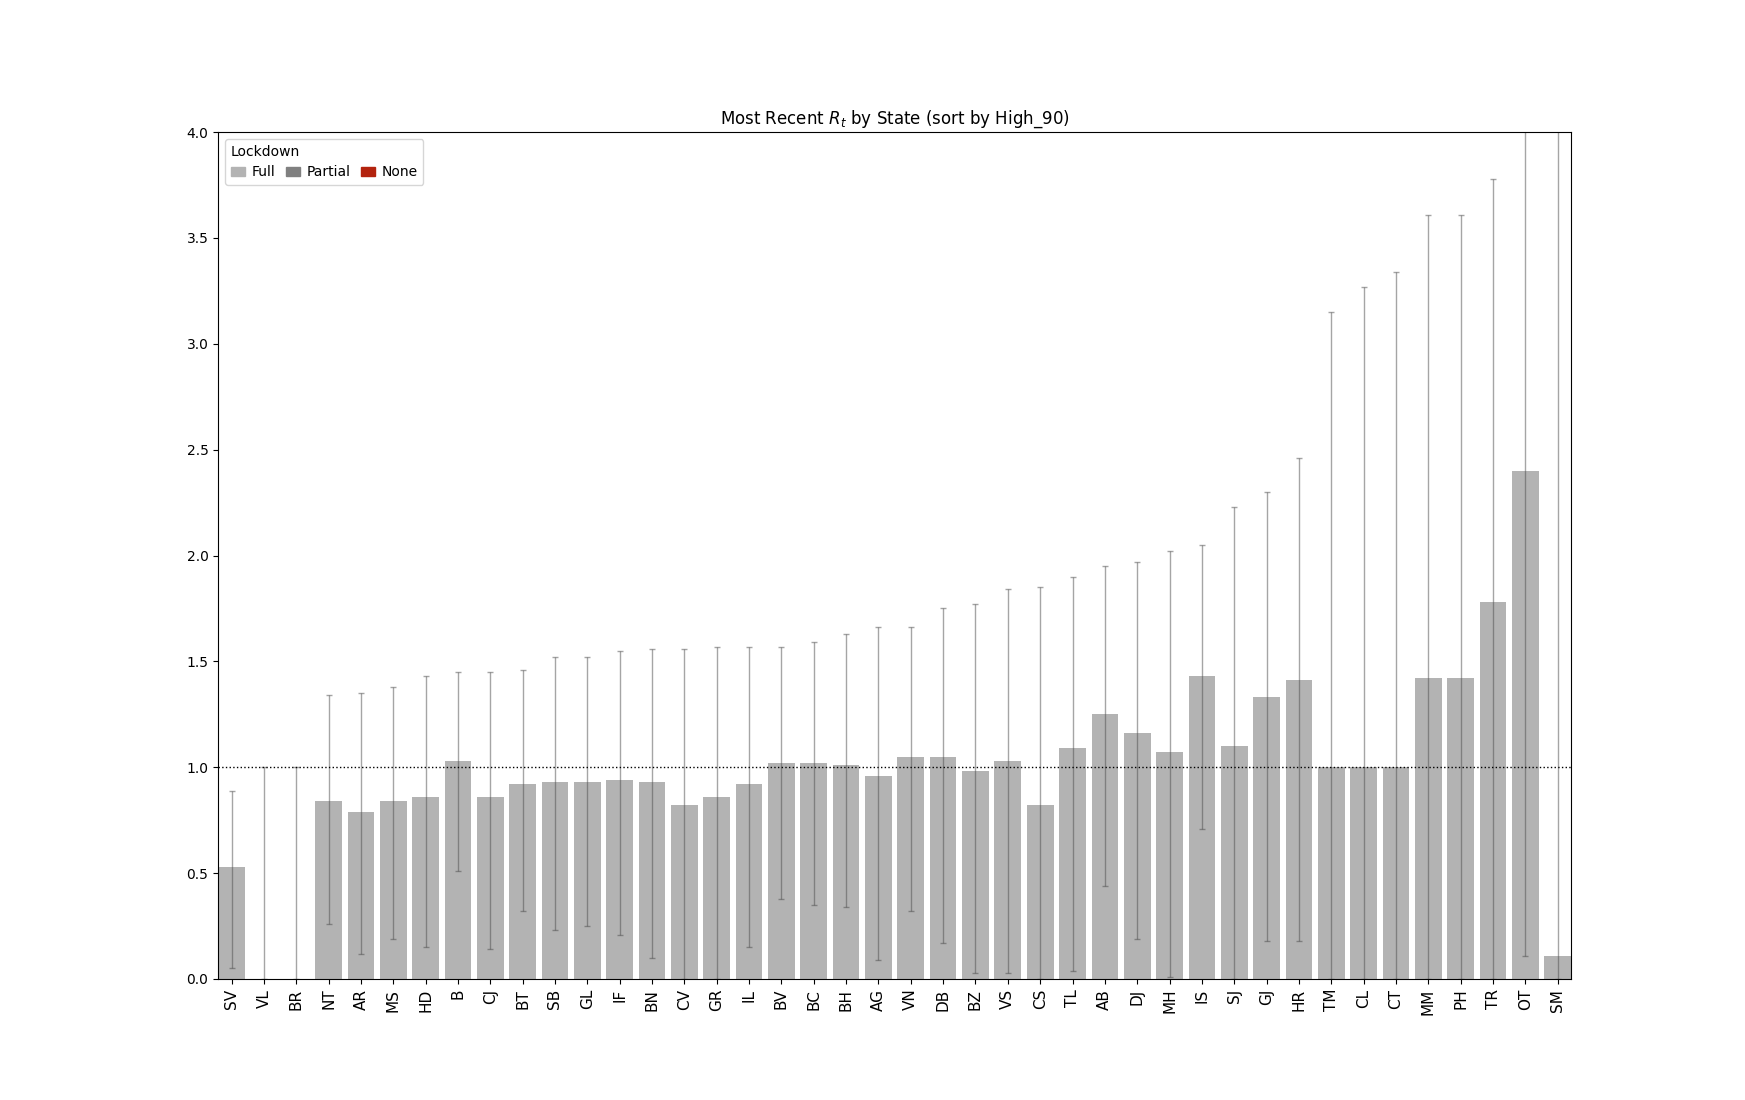 Most Recent R_t by State (sort by High_90)
Lockdown
Full Partial None
4.0
3.5
3.0
2.5
2.0
1.5
1.0
0.5
0.0
SV VL BR NT AR MS HD B CJ BT SB GL IF BN CV GR IL BV BC BH AG VN DB BZ VS CS TL AB DJ MH IS SJ GJ HR TM CL CT MM PH TR OT SM